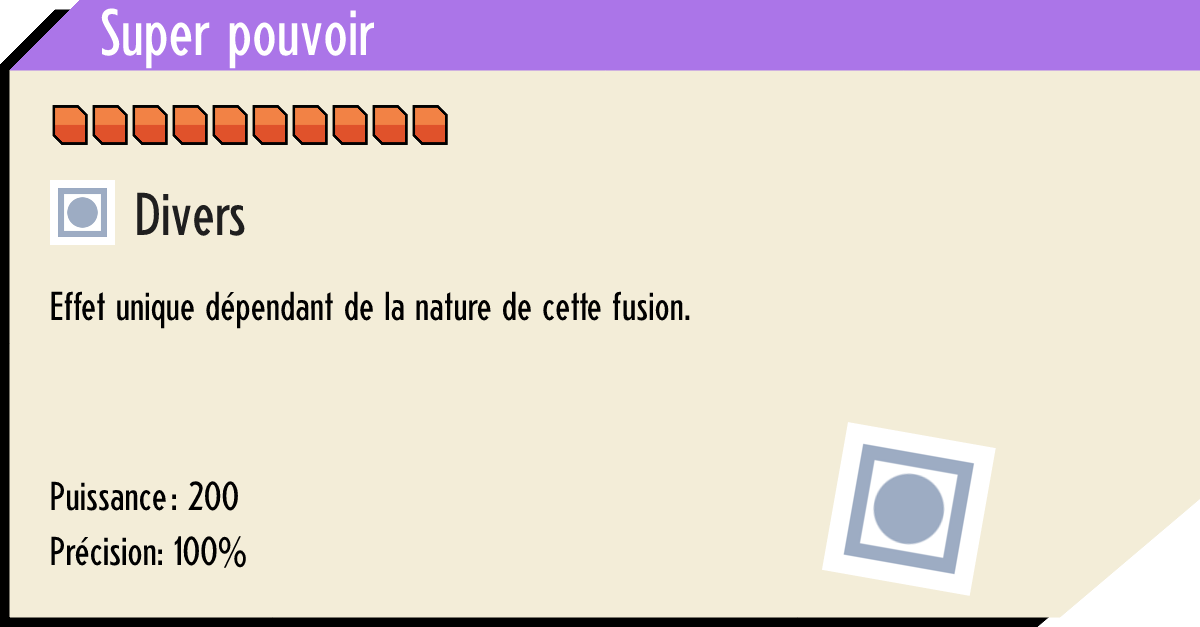 Super pouvoir
Divers
Effet unique dépendant de la nature de cette fusion.
Puissance : 200
Précision: 100%